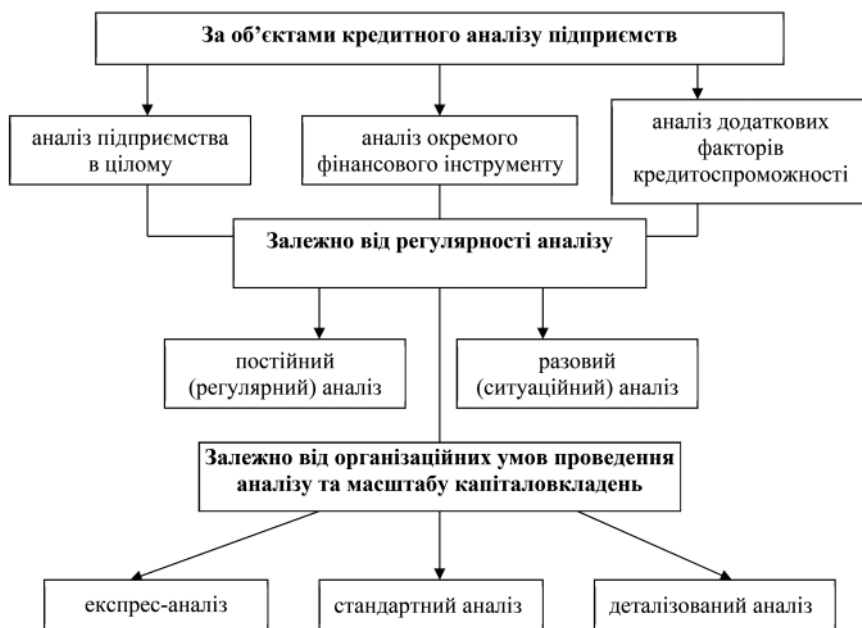 За об’єктами кредитного аналізу підприємств
аналіз підприємства
в цілому
аналіз окремого
фінансового інструменту
аналіз додаткових
факторів
кредитоспроможності
Залежно від регулярності аналізу
постійний
(регулярний) аналіз
разовий
(ситуаційний) аналіз
Залежно від організаційних умов проведення
аналізу та масштабу капіталовкладень
експрес-аналіз
стандартний аналіз
деталізований аналіз